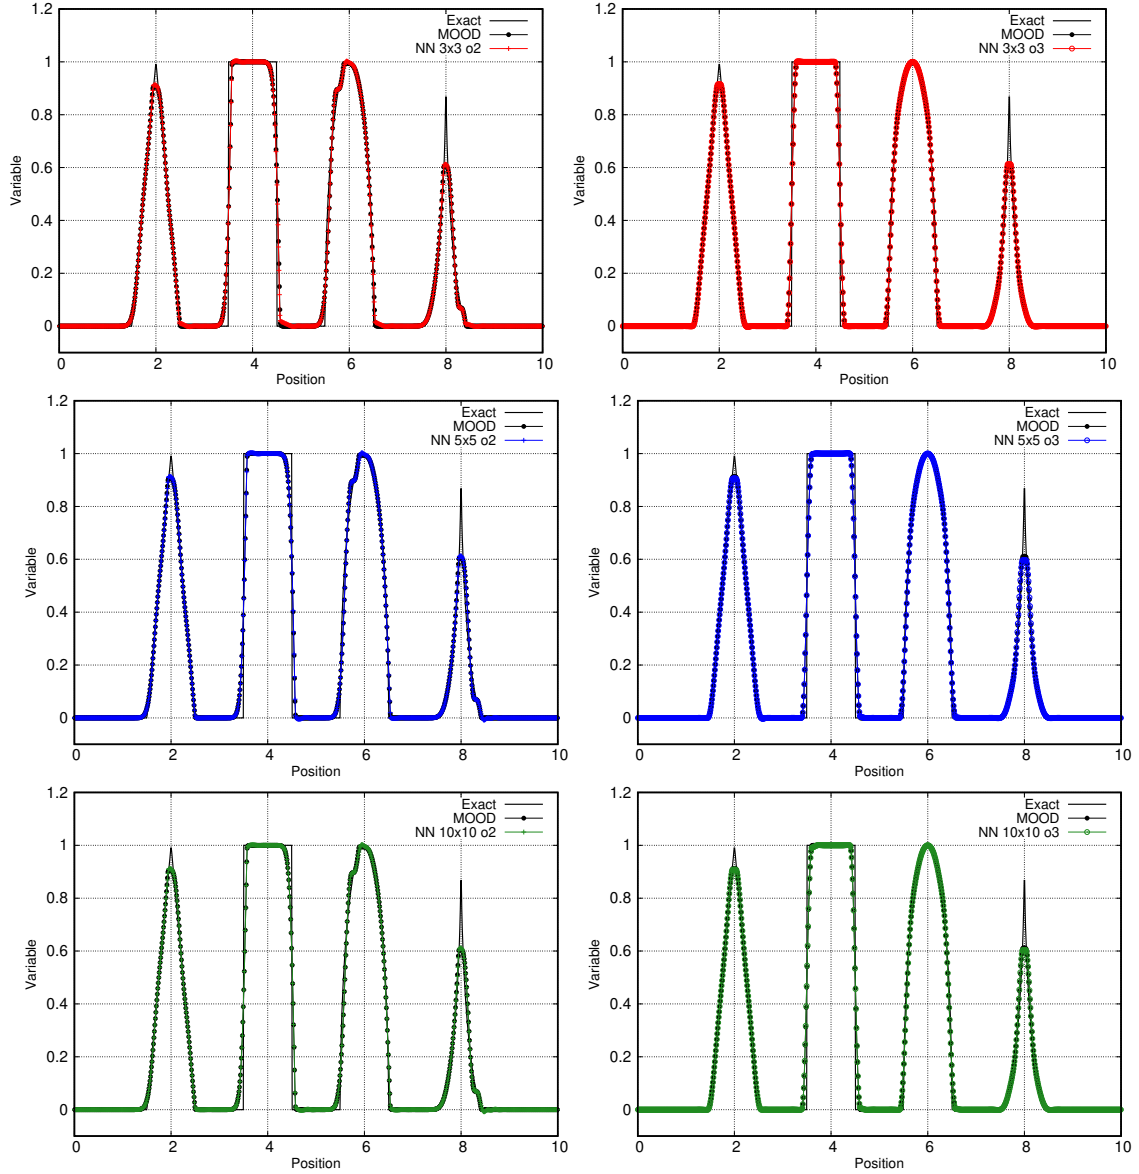 1.2
1
0.8
0.6
0.4
0.2
0
Variable
0 2 4 6 8 10
Position
Exact
MOOD
NN 3x3 o2
1.2
1
0.8
0.6
0.4
0.2
0
Variable
0 2 4 6 8 10
Position
Exact
MOOD
NN 3x3 o3
1.2
1
0.8
0.6
0.4
0.2
0
Variable
0 2 4 6 8 10
Position
Exact
MOOD
NN 5x5 o2
1.2
1
0.8
0.6
0.4
0.2
0
Variable
0 2 4 6 8 10
Position
Exact
MOOD
NN 5x5 o3
1.2
1
0.8
0.6
0.4
0.2
0
Variable
0 2 4 6 8 10
Position
Exact
MOOD
NN 10x10 o2
1.2
1
0.8
0.6
0.4
0.2
0
Variable
0 2 4 6 8 10
Position
Exact
MOOD
NN 10x10 o3